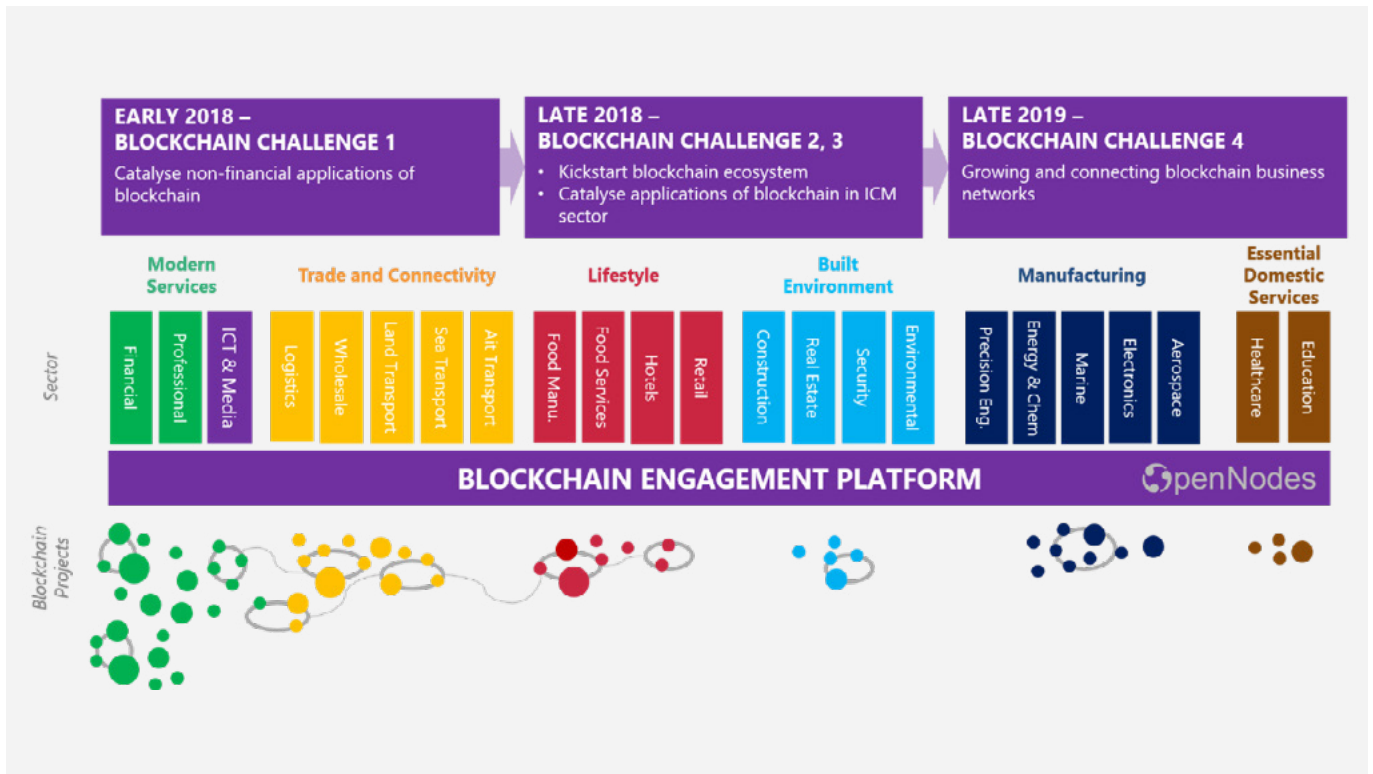 EARLY 2018 –
BLOCKCHAIN CHALLENGE 1
Catalyse non-financial applications of
blockchain
LATE 2018 –
BLOCKCHAIN CHALLENGE 2, 3
• Kickstart blockchain ecosystem
• Catalyse applications of blockchain in ICM
sector
LATE 2019 –
BLOCKCHAIN CHALLENGE 4
Growing and connecting blockchain business
networks
Modern
Services
Trade and Connectivity
Lifestyle
Built
Environment
Manufacturing
Essential
Domestic
Services
Sector
Financial
Professional
ICT & Media
Logistics
Wholesale
Land Transport
Sea Transport
Ait Transport
Food Manu.
Food Services
Hotels
Retail
Construction
Real Estate
Security
Environmental
Precision Eng.
Energy & Chem
Marine
Electronics
Aerospace
Healthcare
Education
BLOCKCHAIN ENGAGEMENT PLATFORM
OpenNodes
Blockchain
Projects